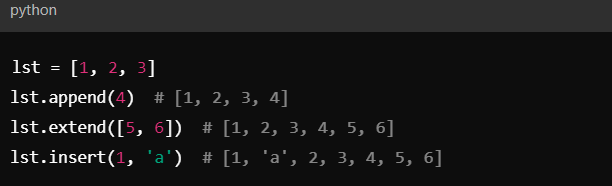 python
lst = [1, 2, 3]
lst.append(4)  # [1, 2, 3, 4]
lst.extend([5, 6])  # [1, 2, 3, 4, 5, 6]
lst.insert(1, 'a')  # [1, 'a', 2, 3, 4, 5, 6]